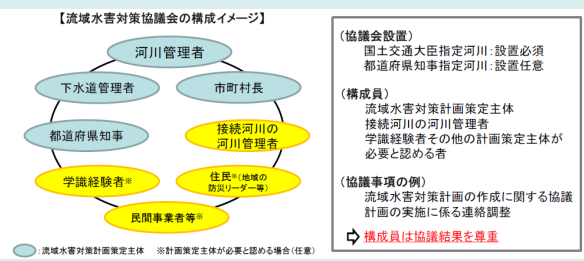 【流域水害対策協議会の構成イメージ】
河川管理者
下水道管理者
市町村長
都道府県知事
接続河川の
河川管理者
学識経験者※
住民※(地域の
防災リーダー等)
民間事業者等※
:流域水害対策計画策定主体 ※計画策定主体が必要と認める場合(任意)
(協議会設置)
国土交通大臣指定河川:設置必須
都道府県知事指定河川:設置任意
(構成員)
流域水害対策計画策定主体
接続河川の河川管理者
学識経験者その他の計画策定主体が
必要と認める者
(協議事項の例)
流域水害対策計画の作成に関する協議
計画の実施に係る連絡調整
構成員は協議結果を尊重